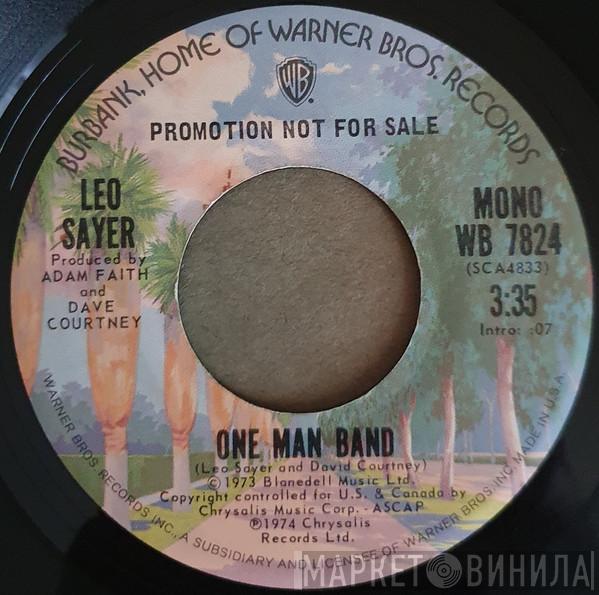 BURBANK, HOME OF WARNER BROS. RECORDS
WB
PROMOTION NOT FOR SALE
LEO
SAYER
Produced by
ADAM FAITH
and
DAVE
COURTNEY
MONO
WB 7824
(SCA4833)
3:35
Intro: :07
ONE MAN BAND
(Leo Sayer and David Courtney)
©1973 Blanedell Music Ltd.
Copyright controlled for U.S. & Canada by
Chrysalis Music Corp. - ASCAP
℗1974 Chrysalis
Records Ltd.
WARNER BROS. RECORDS INC., A SUBSIDIARY AND LICENSEE OF WARNER BROS. INC. MADE IN U.S.A.
МАРКЕТ ВИНИЛА